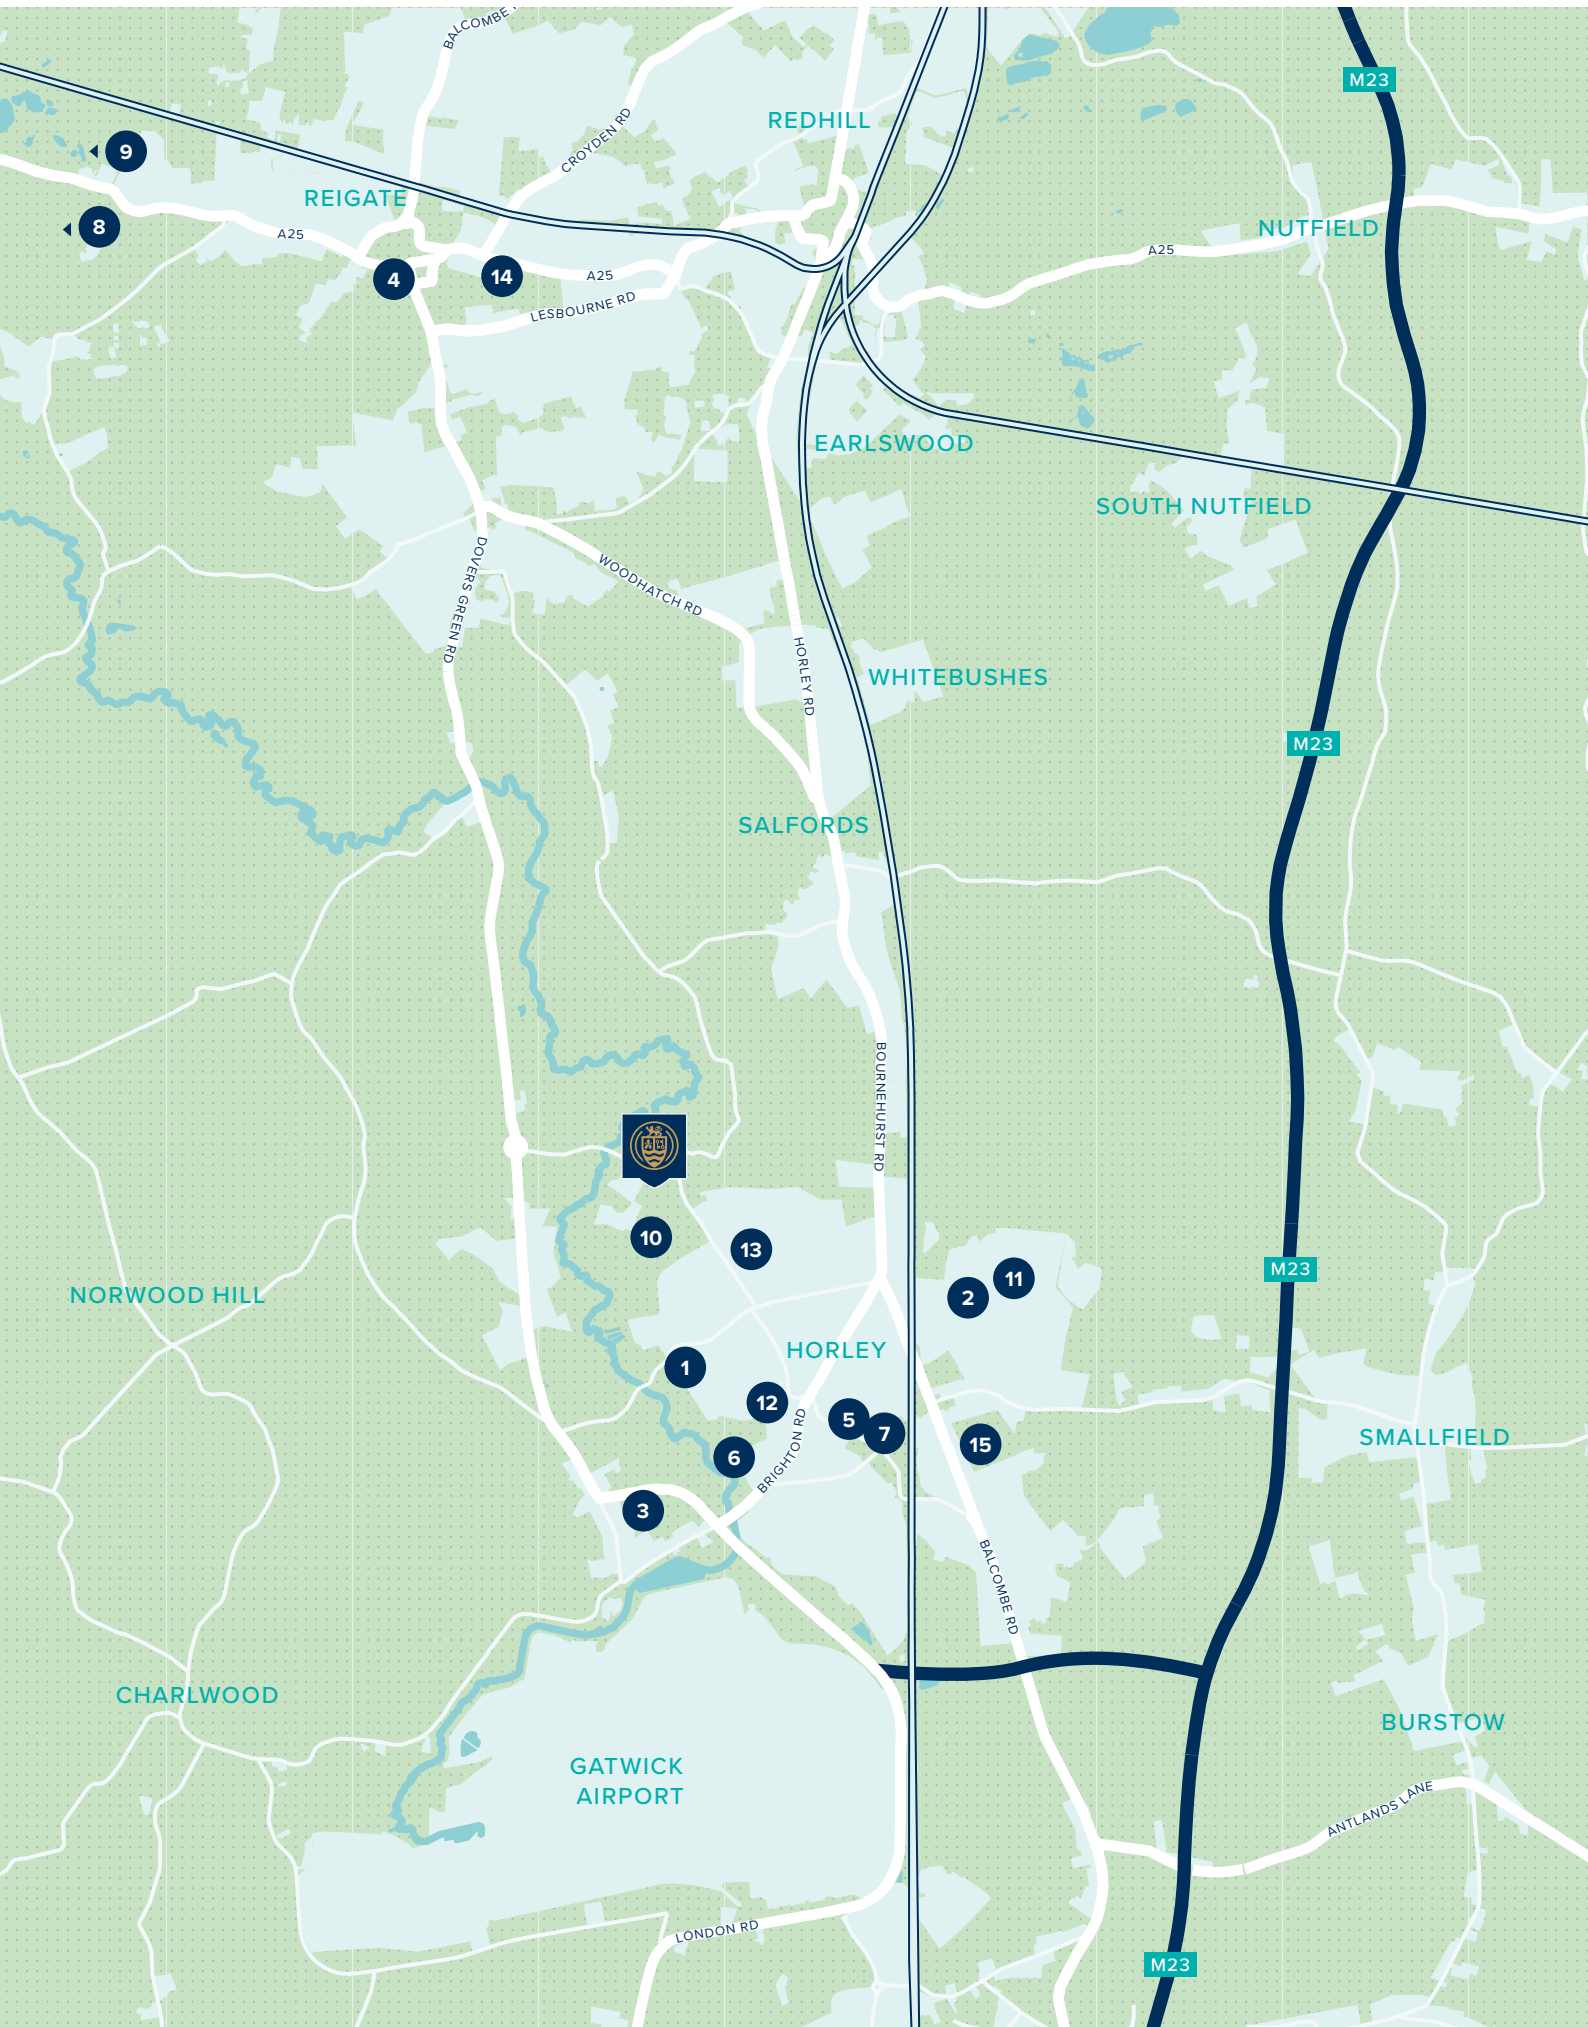 BALCOMBE
M23
REDHILL
CROYDEN RD
9
REIGATE
8
A25
NUTFIELD
A25
4
14
A25
LESBOURNE RD
EARLSWOOD
SOUTH NUTFIELD
DOVERS GREEN RD
WOODHATCH RD
HORLEY RD
WHITEBUSHES
M23
SALFORDS
BOURNEHURST RD
10
13
M23
11
2
NORWOOD HILL
HORLEY
1
12
5
7
BRIGHTON RD
15
SMALLFIELD
6
3
BALCOMBE RD
CHARLWOOD
BURSTOW
GATWICK
AIRPORT
ANTLANDS LANE
LONDON RD
M23